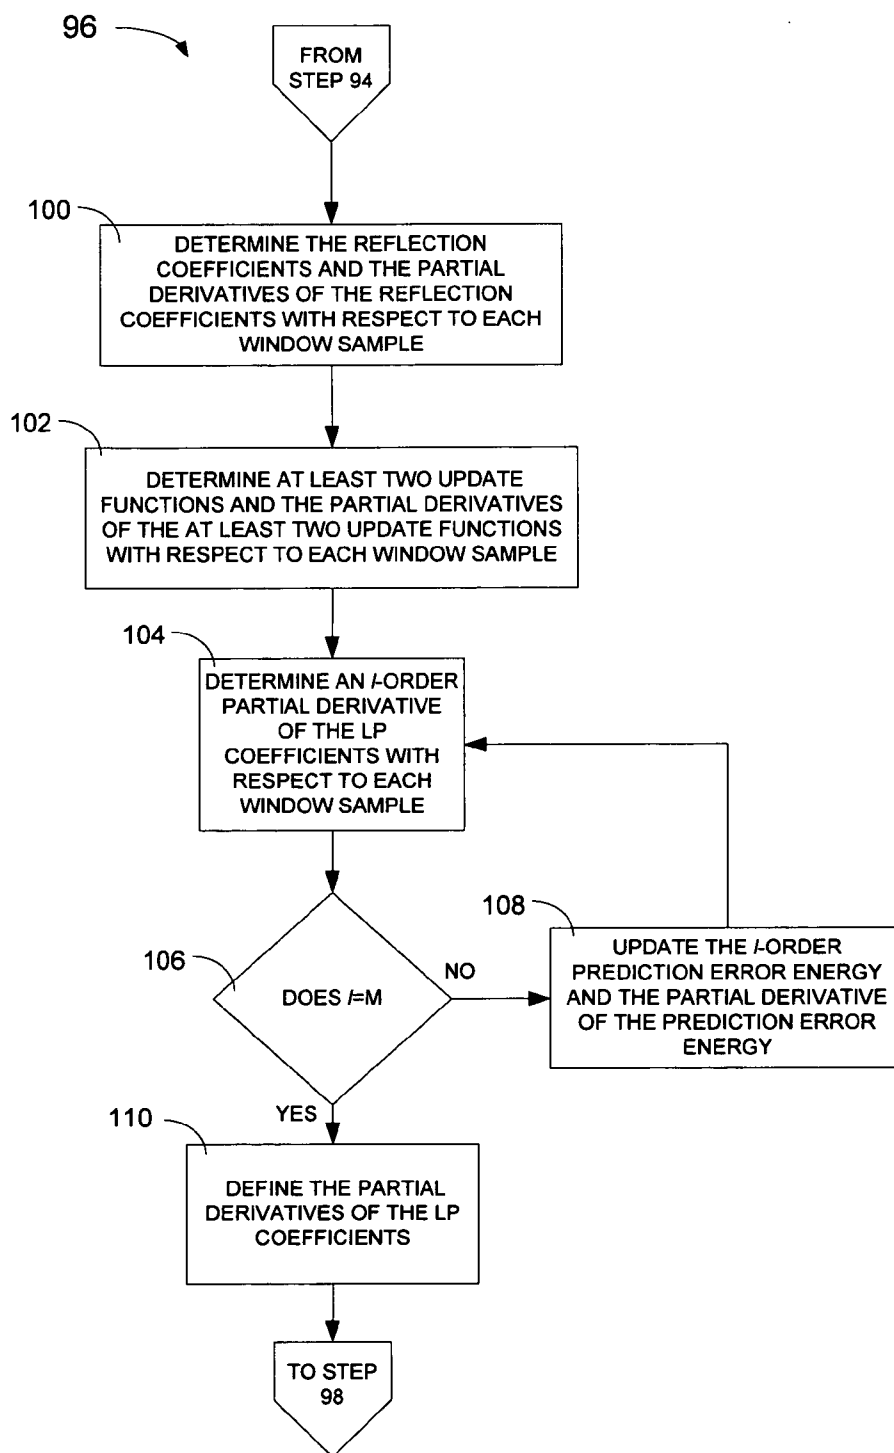 96
FROM
STEP 94
100
DETERMINE THE REFLECTION
COEFFICIENTS AND THE PARTIAL
DERIVATIVES OF THE REFLECTION
COEFFICIENTS WITH RESPECT TO EACH
WINDOW SAMPLE
102
DETERMINE AT LEAST TWO UPDATE
FUNCTIONS AND THE PARTIAL DERIVATIVES
OF THE AT LEAST TWO UPDATE FUNCTIONS
WITH RESPECT TO EACH WINDOW SAMPLE
104
DETERMINE AN l-ORDER
PARTIAL DERIVATIVE
OF THE LP
COEFFICIENTS WITH
RESPECT TO EACH
WINDOW SAMPLE
106
DOES l=M
NO
108
UPDATE THE l-ORDER
PREDICTION ERROR ENERGY
AND THE PARTIAL DERIVATIVE
OF THE PREDICTION ERROR
ENERGY
YES
110
DEFINE THE PARTIAL
DERIVATIVES OF THE LP
COEFFICIENTS
TO STEP
98